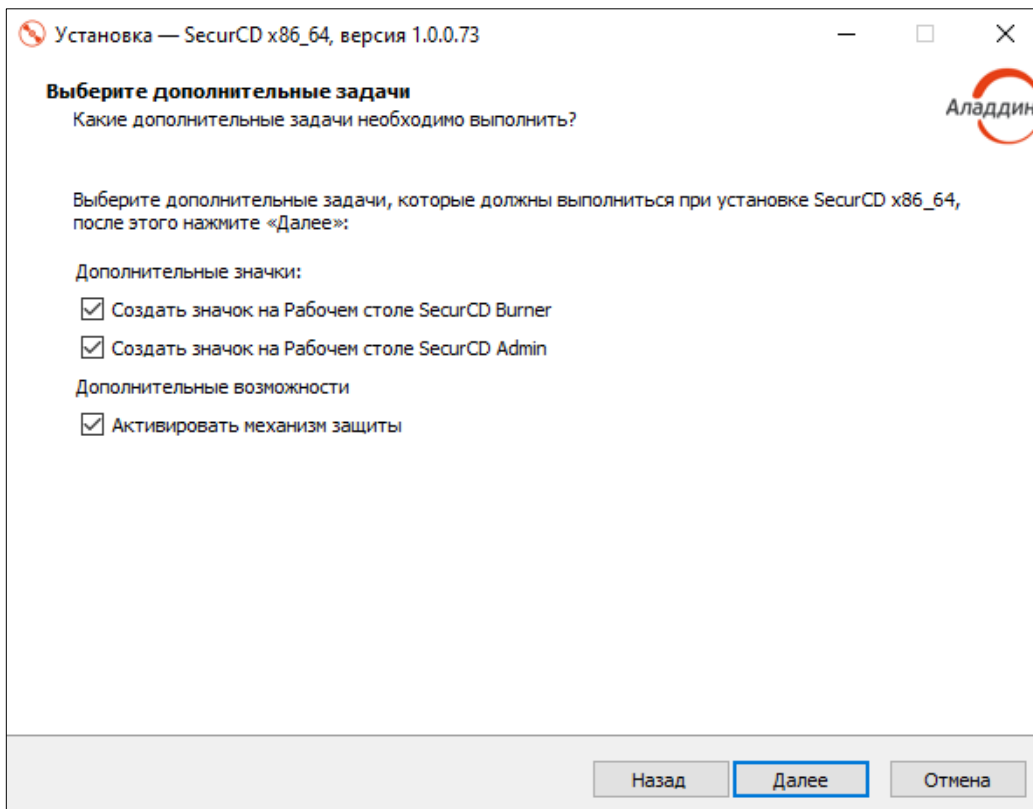 Установка — SecurCD x86_64, версия 1.0.0.73
Выберите дополнительные задачи
Какие дополнительные задачи необходимо выполнить?
Аладдин
Выберите дополнительные задачи, которые должны выполниться при установке SecurCD x86_64,
после этого нажмите «Далее»:
Дополнительные значки:
Создать значок на Рабочем столе SecurCD Burner
Создать значок на Рабочем столе SecurCD Admin
Дополнительные возможности
Активировать механизм защиты
Назад
Далее
Отмена